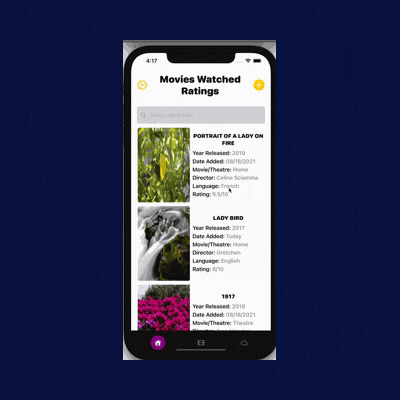 4:17
Movies Watched
Ratings
PORTRAIT OF A LADY ON
FIRE
Year Released: 2019
Date Added: 08/18/2021
Movie/Theatre: Home
Director: Celine Sciamma
Language: French
Rating: 9.5/10
LADY BIRD
Year Released: 2017
Date Added: Today
Movie/Theatre: Home
Director: Gretchen
Language: English
Rating: 8/10
1917
Year Released: 2019
Date Added: 08/18/2021
Movie/Theatre: Theatre